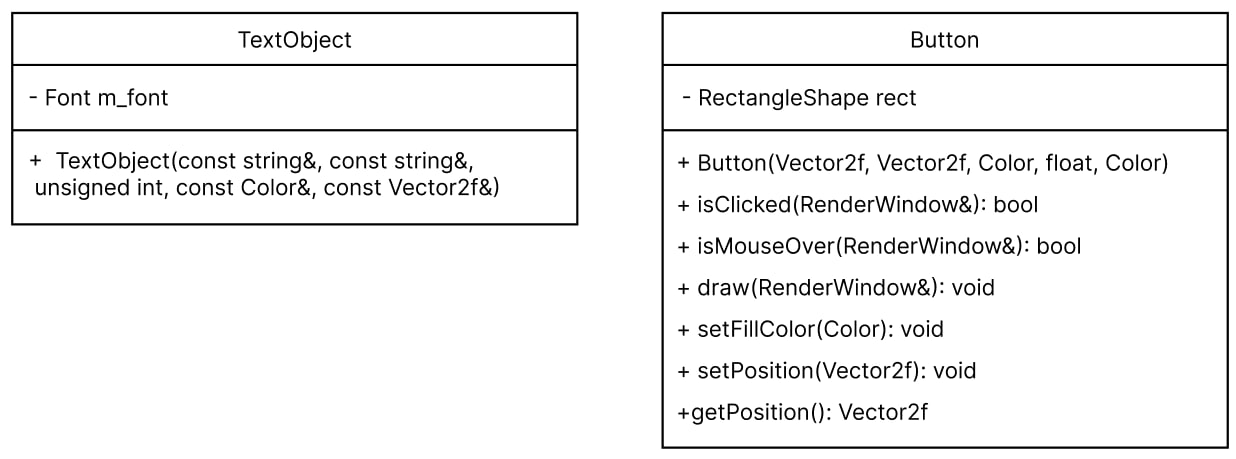 TextObject
- Font m_font
+ TextObject(const string&, const string&,
unsigned int, const Color&, const Vector2f&)
Button
- RectangleShape rect
+ Button(Vector2f, Vector2f, Color, float, Color)
+ isClicked(RenderWindow&): bool
+ isMouseOver(RenderWindow&): bool
+ draw(RenderWindow&): void
+ setFillColor(Color): void
+ setPosition(Vector2f): void
+getPosition(): Vector2f